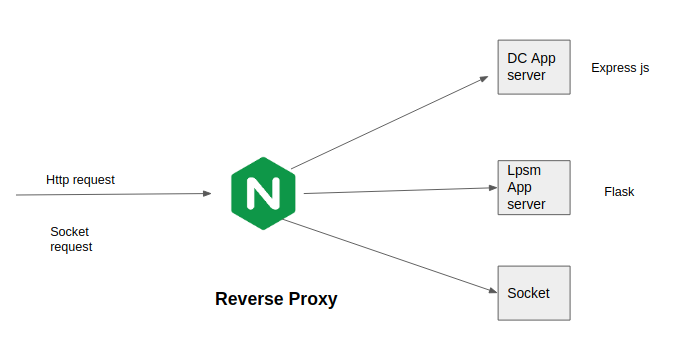 Http request
Socket
request
N
Reverse Proxy
DC App
server
Express js
Lpsm
App
server
Flask
Socket